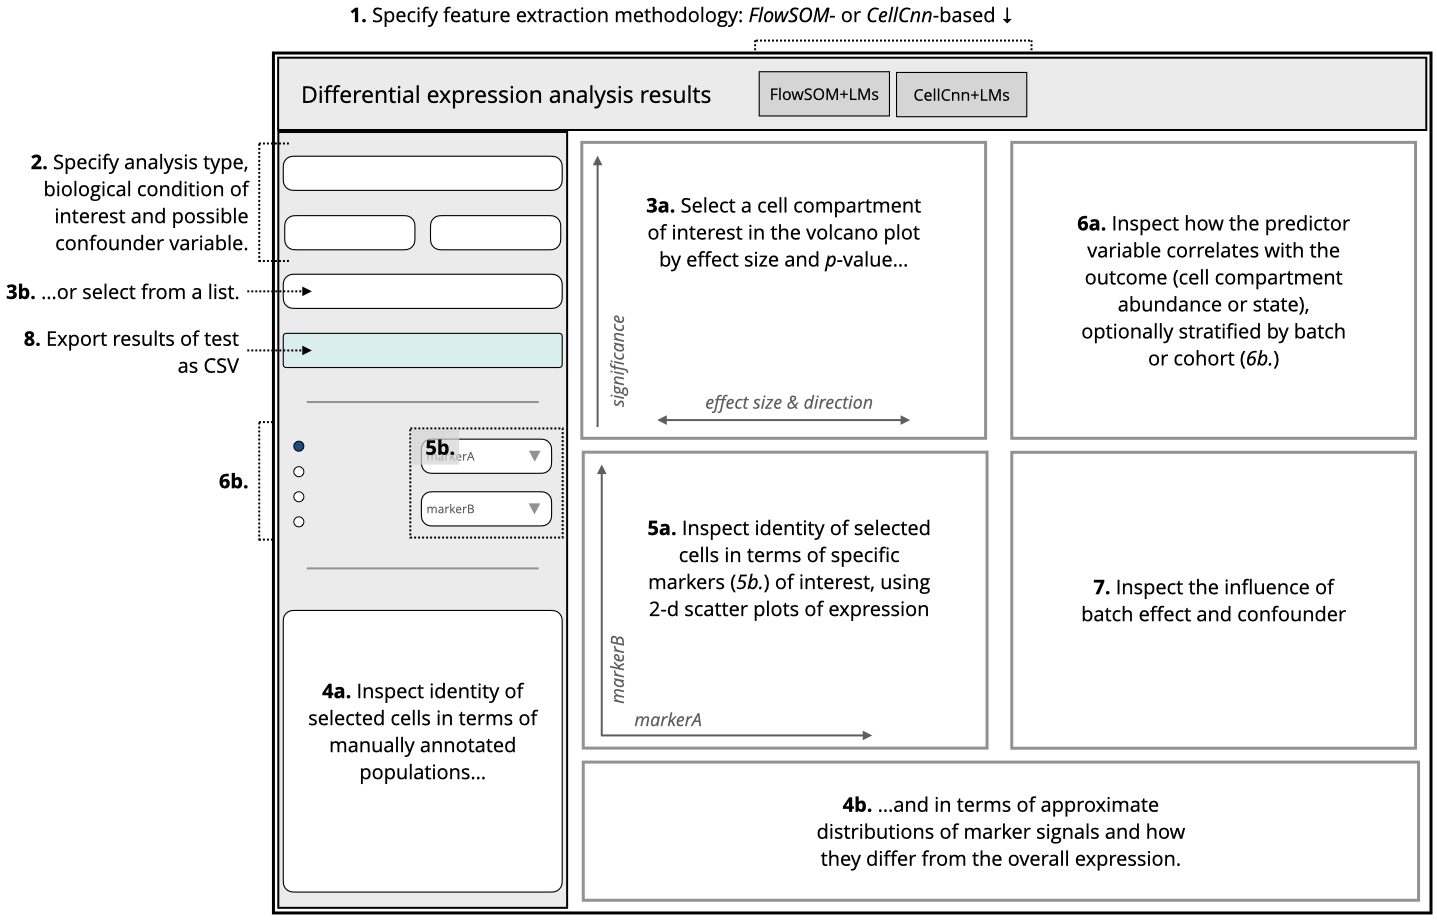 1. Specify feature extraction methodology: FlowSOM- or CellCnn-based ↓
Differential expression analysis results
FlowSOM+LMs
CellCnn+LMs
2. Specify analysis type,
biological condition of
interest and possible
confounder variable.
3b. ...or select from a list.
8. Export results of test
as CSV
6b.
5b.
markerA
markerB
4a. Inspect identity of
selected cells in terms of
manually annotated
populations...
3a. Select a cell compartment
of interest in the volcano plot
by effect size and p-value...
significance
effect size & direction
6a. Inspect how the predictor
variable correlates with the
outcome (cell compartment
abundance or state),
optionally stratified by batch
or cohort (6b.)
5a. Inspect identity of selected
cells in terms of specific
markers (5b.) of interest, using
2-d scatter plots of expression
markerB
markerA
7. Inspect the influence of
batch effect and confounder
4b. ...and in terms of approximate
distributions of marker signals and how
they differ from the overall expression.